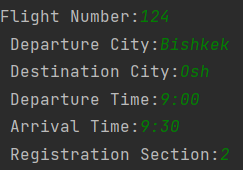 Flight Number:124
Departure City:Bishkek
Destination City:Osh
Departure Time:9:00
Arrival Time:9:30
Registration Section:2